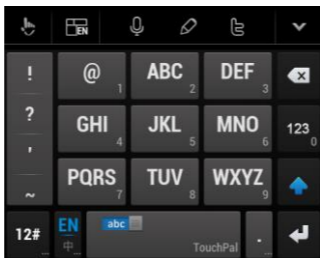 EN
! @ 1 ABC 2 DEF 3
? GHI 4 JKL 5 MNO 6 123 0
, PQRS 7 TUV 8 WXYZ 9
~
12# EN 中 abc TouchPal .